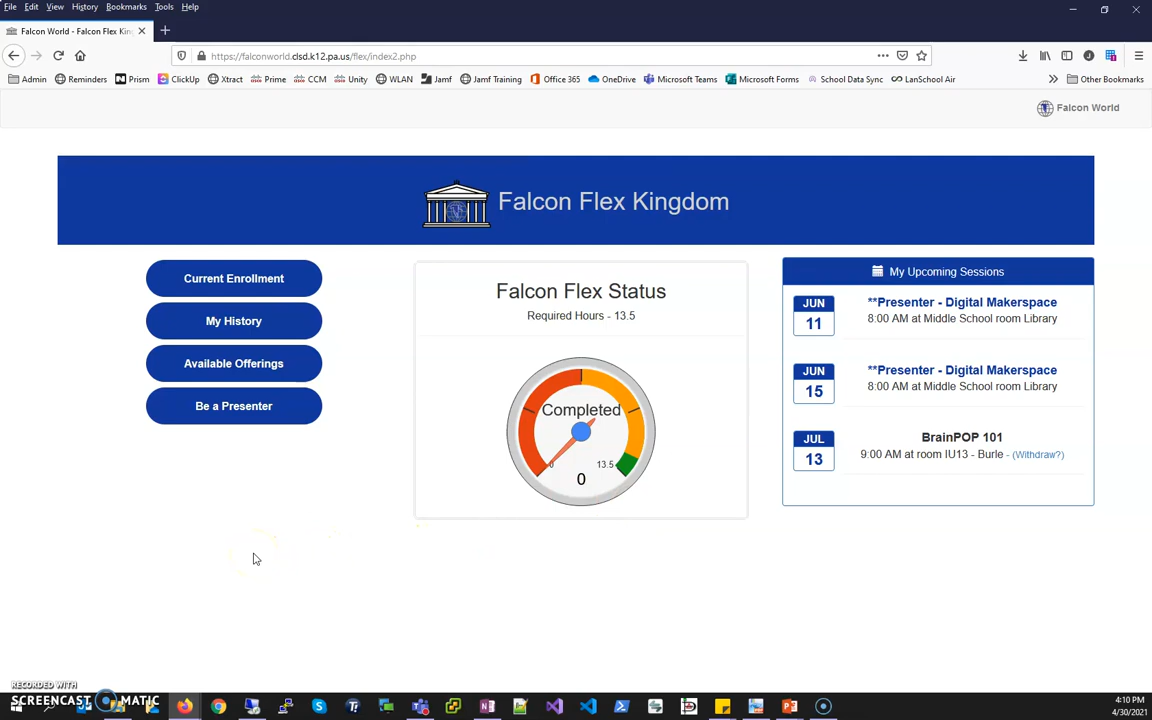 File Edit View History Bookmarks Tools Help
Falcon World - Falcon Flex Kin
https://falconworld.clsd.k12.pa.us/flex/index2.php
Admin Reminders Prism ClickUp Xtract Prime CCM Unity WLAN Jamf Jamf Training Office 365 OneDrive Microsoft Teams Microsoft Forms School Data Sync LanSchool Air Other Bookmarks
Falcon World
Falcon Flex Kingdom
Current Enrollment
My History
Available Offerings
Be a Presenter
Falcon Flex Status
Required Hours - 13.5
Completed
0 13.5
0
My Upcoming Sessions
JUN
11
**Presenter - Digital Makerspace
8:00 AM at Middle School room Library
JUN
15
**Presenter - Digital Makerspace
8:00 AM at Middle School room Library
JUL
13
BrainPOP 101
9:00 AM at room IU13 - Burle - (Withdraw?)
RECORDED WITH
SCREENCAST MATIC
4:10 PM
4/30/2021